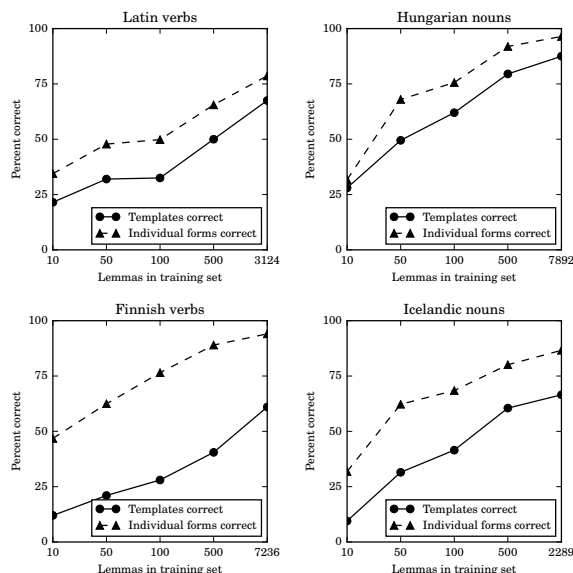 Latin verbs
100
75
50
25
0
Percent correct
Templates correct
Individual forms correct
10 50 100 500 3124
Lemmas in training set
Hungarian nouns
100
75
50
25
0
Percent correct
Templates correct
Individual forms correct
10 50 100 500 7892
Lemmas in training set
Finnish verbs
100
75
50
25
0
Percent correct
Templates correct
Individual forms correct
10 50 100 500 7236
Lemmas in training set
Icelandic nouns
100
75
50
25
0
Percent correct
Templates correct
Individual forms correct
10 50 100 500 2289
Lemmas in training set